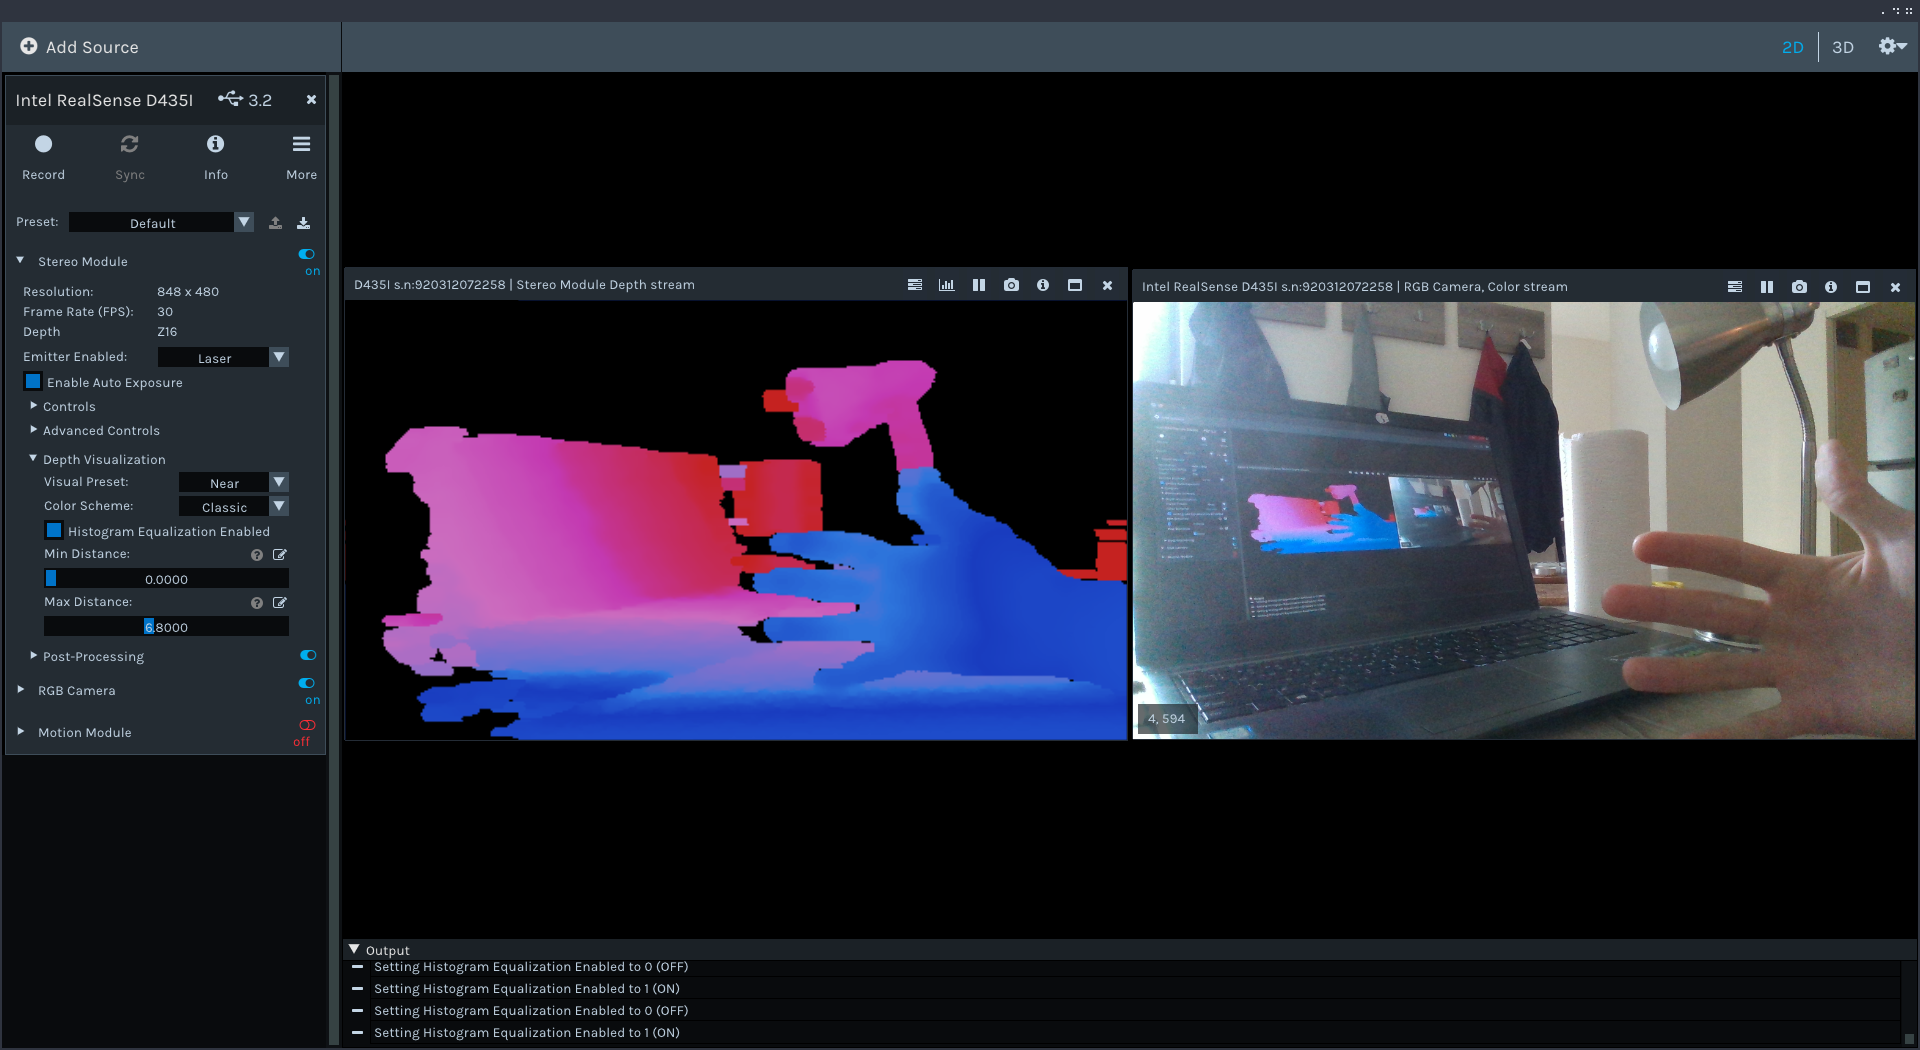 Add Source
2D
3D
Intel RealSense D435I
3.2
Record
Sync
Info
More
Preset:
Default
Stereo Module
on
Resolution: 848 x 480
Frame Rate (FPS): 30
Depth Z16
Emitter Enabled: Laser
Enable Auto Exposure
Controls
Advanced Controls
Depth Visualization
Visual Preset: Near
Color Scheme: Classic
Histogram Equalization Enabled
Min Distance:
0.0000
Max Distance:
6.8000
Post-Processing
RGB Camera
on
Motion Module
off
D435I s.n:920312072258 | Stereo Module Depth stream
Intel RealSense D435I s.n:920312072258 | RGB Camera, Color stream
4, 594
Output
Setting Histogram Equalization Enabled to 0 (OFF)
Setting Histogram Equalization Enabled to 1 (ON)
Setting Histogram Equalization Enabled to 0 (OFF)
Setting Histogram Equalization Enabled to 1 (ON)